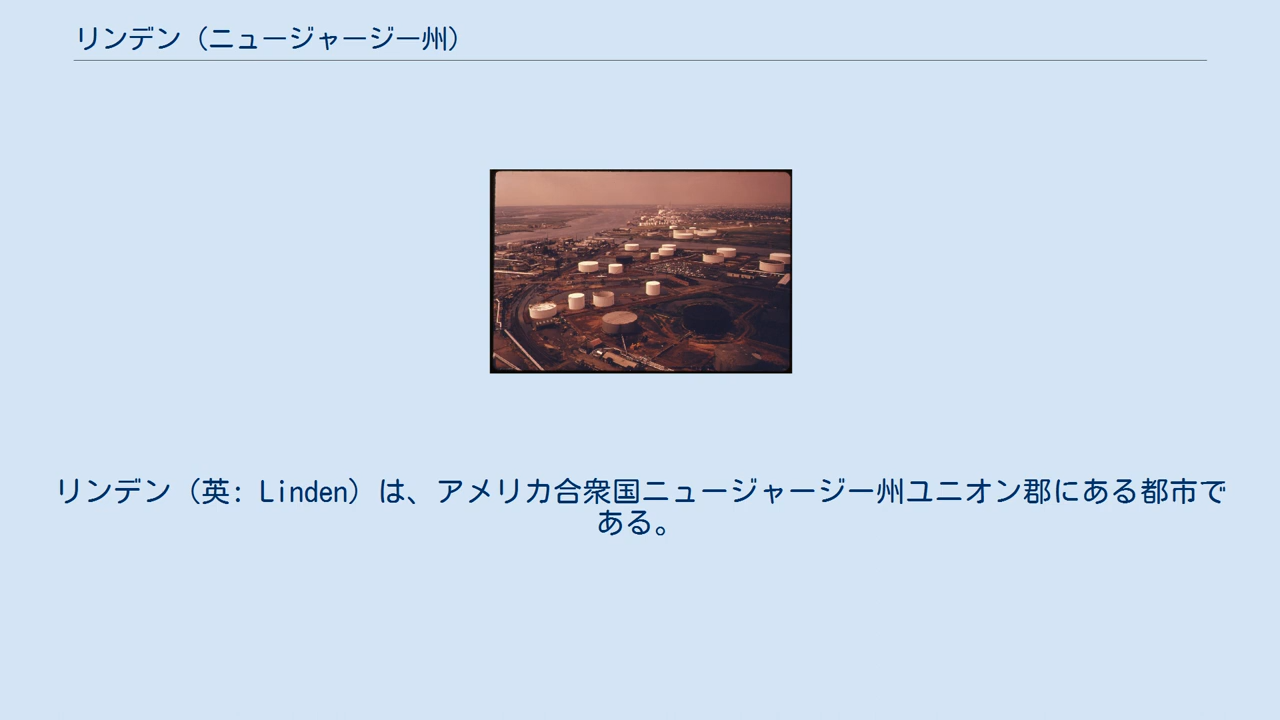 リンデン（ニュージャージー州）
リンデン（英: Linden）は、アメリカ合衆国ニュージャージー州ユニオン郡にある都市で
ある。